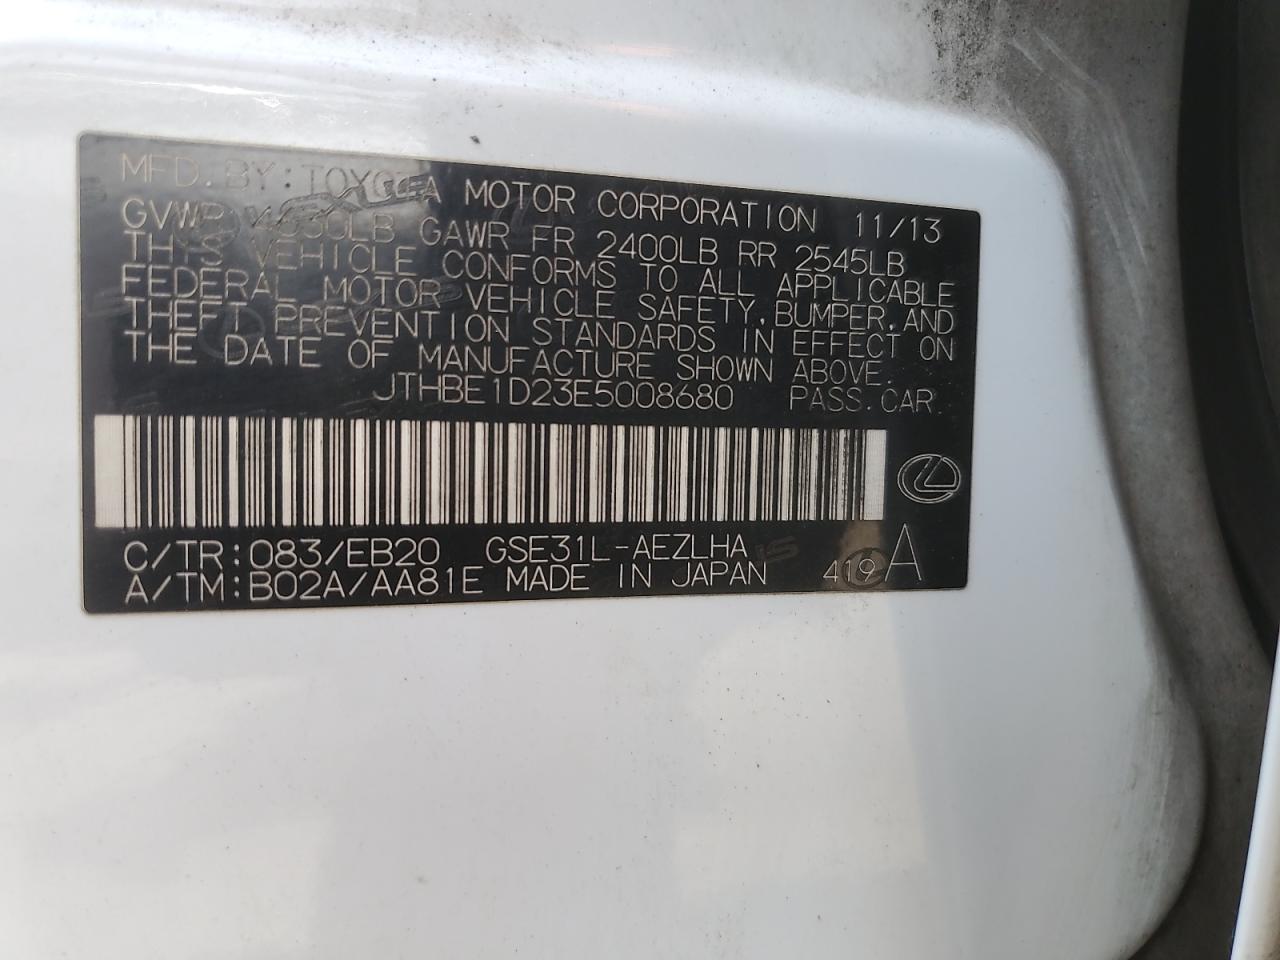 MFD. BY: TOYOTA MOTOR CORPORATION 11/13
GVWR 4630LB GAWR FR 2400LB RR 2545LB
THIS VEHICLE CONFORMS TO ALL APPLICABLE
FEDERAL MOTOR VEHICLE SAFETY, BUMPER, AND
THEFT PREVENTION STANDARDS IN EFFECT ON
THE DATE OF MANUFACTURE SHOWN ABOVE.
JTHBE1D23E5008680 PASS. CAR
C/TR: 083/EB20 GSE31L-AEZLHA
A/TM: B02A/AA81E MADE IN JAPAN 419 A